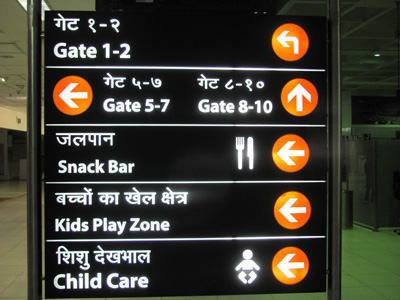 गेट १-२
Gate 1-2
गेट ५-७ गेट ८-१०
Gate 5-7 Gate 8-10
जलपान
Snack Bar
बच्चों का खेल क्षेत्र
Kids Play Zone
शिशु देखभाल
Child Care